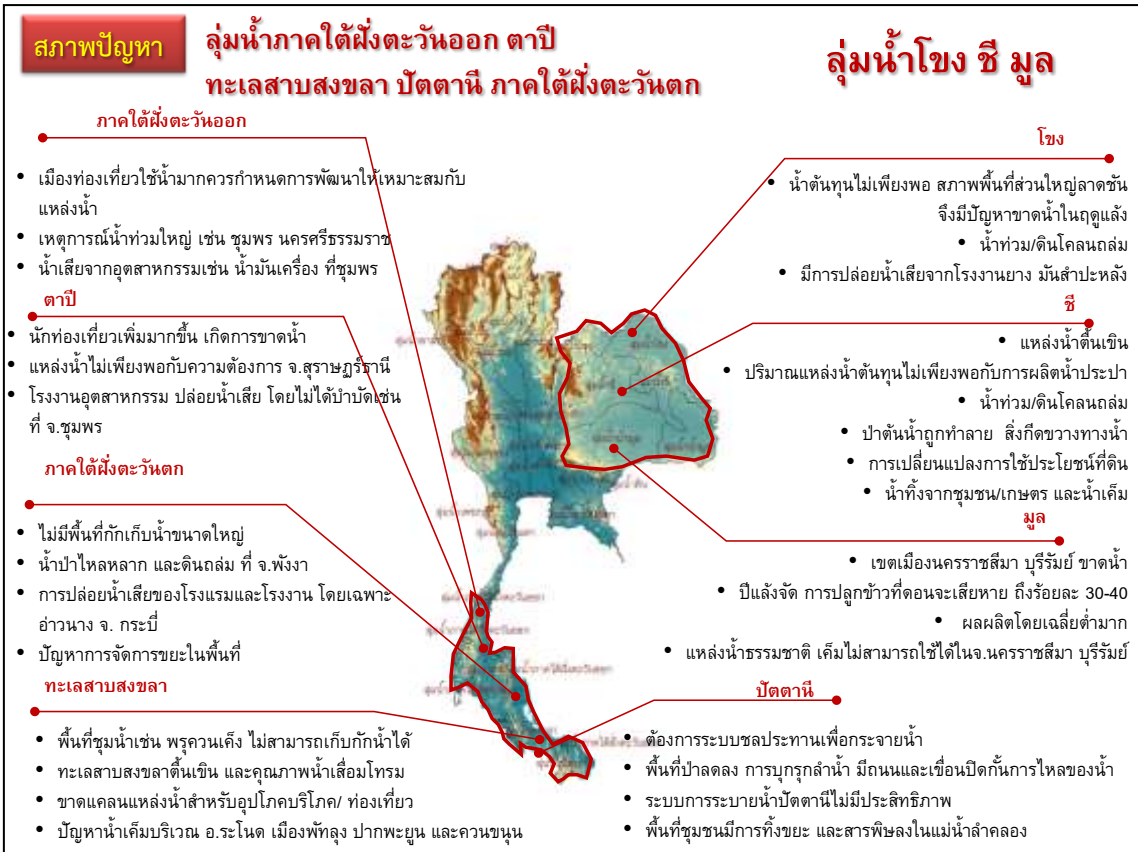 สภาพปัญหา
ลุ่มน้ำภาคใต้ฝั่งตะวันออก ตาปี
ทะเลสาบสงขลา ปัตตานี ภาคใต้ฝั่งตะวันตก
ลุ่มน้ำโขง ชี มูล
ภาคใต้ฝั่งตะวันออก
• เมืองท่องเที่ยวใช้น้ำมากควรกำหนดการพัฒนาให้เหมาะสมกับ
แหล่งน้ำ
• เหตุการณ์น้ำท่วมใหญ่ เช่น ชุมพร นครศรีธรรมราช
• น้ำเสียจากอุตสาหกรรมเช่น น้ำมันเครื่อง ที่ชุมพร
ตาปี
• นักท่องเที่ยวเพิ่มมากขึ้น เกิดการขาดน้ำ
• แหล่งน้ำไม่เพียงพอกับความต้องการ จ.สุราษฏร์ธานี
• โรงงานอุตสาหกรรม ปล่อยน้ำเสีย โดยไม่ได้บำบัดเช่น
ที่ จ.ชุมพร
ภาคใต้ฝั่งตะวันตก
• ไม่มีพื้นที่กักเก็บน้ำขนาดใหญ่
• น้ำป่าไหลหลาก และดินถล่ม ที่ จ.พังงา
• การปล่อยน้ำเสียของโรงแรมและโรงงาน โดยเฉพาะ
อ่าวนาง จ. กระบี่
• ปัญหาการจัดการขยะในพื้นที่
ทะเลสาบสงขลา
• พื้นที่ชุมน้ำเช่น พรุควนเค็ง ไม่สามารถเก็บกักน้ำได้
• ทะเลสาบสงขลาตื้นเขิน และคุณภาพน้ำเสื่อมโทรม
• ขาดแคลนแหล่งน้ำสำหรับอุปโภคบริโภค/ ท่องเที่ยว
• ปัญหาน้ำเค็มบริเวณ อ.ระโนด เมืองพัทลุง ปากพะยูน และควนขนุน
โขง
• น้ำต้นทุนไม่เพียงพอ สภาพพื้นที่ส่วนใหญ่ลาดชัน
จึงมีปัญหาขาดน้ำในฤดูแล้ง
• น้ำท่วม/ดินโคลนถล่ม
• มีการปล่อยน้ำเสียจากโรงงานยาง มันสำปะหลัง
ชี
• แหล่งน้ำตื้นเขิน
• ปริมาณแหล่งน้ำต้นทุนไม่เพียงพอกับการผลิตน้ำประปา
• น้ำท่วม/ดินโคลนถล่ม
• ป่าต้นน้ำถูกทำลาย สิ่งกีดขวางทางน้ำ
• การเปลี่ยนแปลงการใช้ประโยชน์ที่ดิน
• น้ำทิ้งจากชุมชน/เกษตร และน้ำเค็ม
มูล
• เขตเมืองนครราชสีมา บุรีรัมย์ ขาดน้ำ
• ปีแล้งจัด การปลูกข้าวที่ดอนจะเสียหาย ถึงร้อยละ 30-40
• ผลผลิตโดยเฉลี่ยต่ำมาก
• แหล่งน้ำธรรมชาติ เค็มไม่สามารถใช้ได้ในจ.นครราชสีมา บุรีรัมย์
ปัตตานี
• ต้องการระบบชลประทานเพื่อกระจายน้ำ
• พื้นที่ป่าลดลง การบุกรุกลำน้ำ มีถนนและเขื่อนปิดกั้นการไหลของน้ำ
• ระบบการระบายน้ำปัตตานีไม่มีประสิทธิภาพ
• พื้นที่ชุมชนมีการทิ้งขยะ และสารพิษลงในแม่น้ำลำคลอง